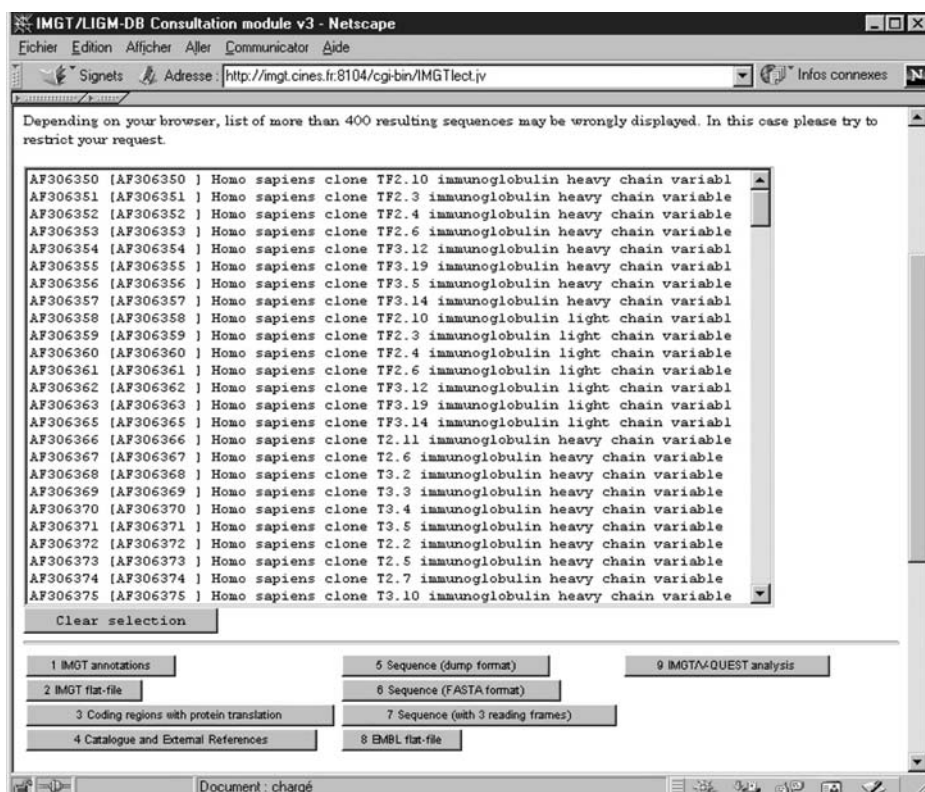 IMGT/LIGM-DB Consultation module v3 - Netscape
Fichier Edition Afficher Aller Communicator Aide
Signets Adresse : http://imgt.cines.fr:8104/cgi-bin/IMGTlect.jv Infos connexes N
Depending on your browser, list of more than 400 resulting sequences may be wrongly displayed. In this case please try to
restrict your request.
AF306350 [AF306350 ] Homo sapiens clone TF2.10 immunoglobulin heavy chain variabl
AF306351 [AF306351 ] Homo sapiens clone TF2.3 immunoglobulin heavy chain variable
AF306352 [AF306352 ] Homo sapiens clone TF2.4 immunoglobulin heavy chain variable
AF306353 [AF306353 ] Homo sapiens clone TF2.6 immunoglobulin heavy chain variable
AF306354 [AF306354 ] Homo sapiens clone TF3.12 immunoglobulin heavy chain variabl
AF306355 [AF306355 ] Homo sapiens clone TF3.19 immunoglobulin heavy chain variabl
AF306356 [AF306356 ] Homo sapiens clone TF3.5 immunoglobulin heavy chain variable
AF306357 [AF306357 ] Homo sapiens clone TF3.14 immunoglobulin heavy chain variabl
AF306358 [AF306358 ] Homo sapiens clone TF2.10 immunoglobulin light chain variabl
AF306359 [AF306359 ] Homo sapiens clone TF2.3 immunoglobulin light chain variable
AF306360 [AF306360 ] Homo sapiens clone TF2.4 immunoglobulin light chain variable
AF306361 [AF306361 ] Homo sapiens clone TF2.6 immunoglobulin light chain variable
AF306362 [AF306362 ] Homo sapiens clone TF3.12 immunoglobulin light chain variabl
AF306363 [AF306363 ] Homo sapiens clone TF3.19 immunoglobulin light chain variabl
AF306365 [AF306365 ] Homo sapiens clone TF3.14 immunoglobulin light chain variabl
AF306366 [AF306366 ] Homo sapiens clone T2.11 immunoglobulin heavy chain variable
AF306367 [AF306367 ] Homo sapiens clone T2.6 immunoglobulin heavy chain variable
AF306368 [AF306368 ] Homo sapiens clone T3.2 immunoglobulin heavy chain variable
AF306369 [AF306369 ] Homo sapiens clone T3.3 immunoglobulin heavy chain variable
AF306370 [AF306370 ] Homo sapiens clone T3.4 immunoglobulin heavy chain variable
AF306371 [AF306371 ] Homo sapiens clone T3.5 immunoglobulin heavy chain variable
AF306372 [AF306372 ] Homo sapiens clone T2.2 immunoglobulin heavy chain variable
AF306373 [AF306373 ] Homo sapiens clone T2.5 immunoglobulin heavy chain variable
AF306374 [AF306374 ] Homo sapiens clone T2.7 immunoglobulin heavy chain variable
AF306375 [AF306375 ] Homo sapiens clone T3.10 immunoglobulin heavy chain variable
Clear selection
1 IMGT annotations 5 Sequence (dump format) 9 IMGT/V-QUEST analysis
2 IMGT flat-file 6 Sequence (FASTA format)
3 Coding regions with protein translation 7 Sequence (with 3 reading frames)
4 Catalogue and External References 8 EMBL flat-file
Document : chargé